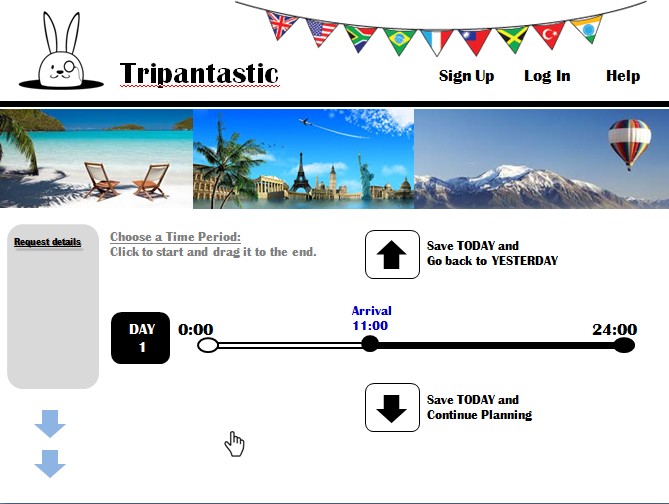 Tripantastic
Sign Up
Log In
Help
Request details
Choose a Time Period:
Click to start and drag it to the end.
Save TODAY and
Go back to YESTERDAY
DAY
1
0:00
Arrival
11:00
24:00
Save TODAY and
Continue Planning